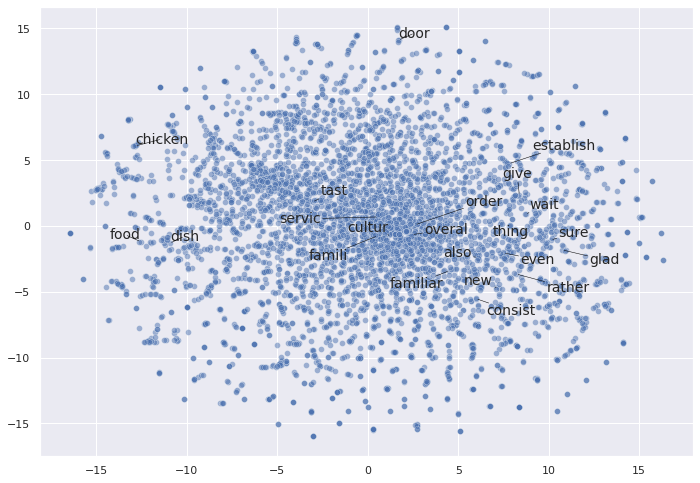 15
door
10
chicken
establish
5
give
tast
order
wait
servic
cultur
overal
thing
sure
0
food
dish
famili
also
even
glad
familiar
new
rather
−5
consist
−10
−15
−15
−10
−5
0
5
10
15